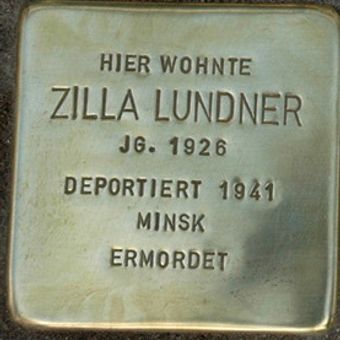 HIER WOHNTE
ZILLA LUNDNER
JG. 1926
DEPORTIERT 1941
MINSK
ERMORDET